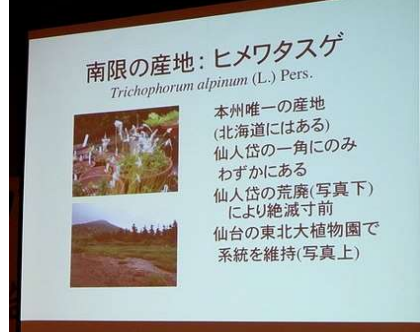 南限の産地：ヒメワタスゲ
Trichophorum alpinum (L.) Pers.
本州唯一の産地
(北海道にはある)
仙人岱の一角にのみ
わずかにある
仙人岱の荒廃(写真下)
により絶滅寸前
仙台の東北大植物園で
系統を維持(写真上)